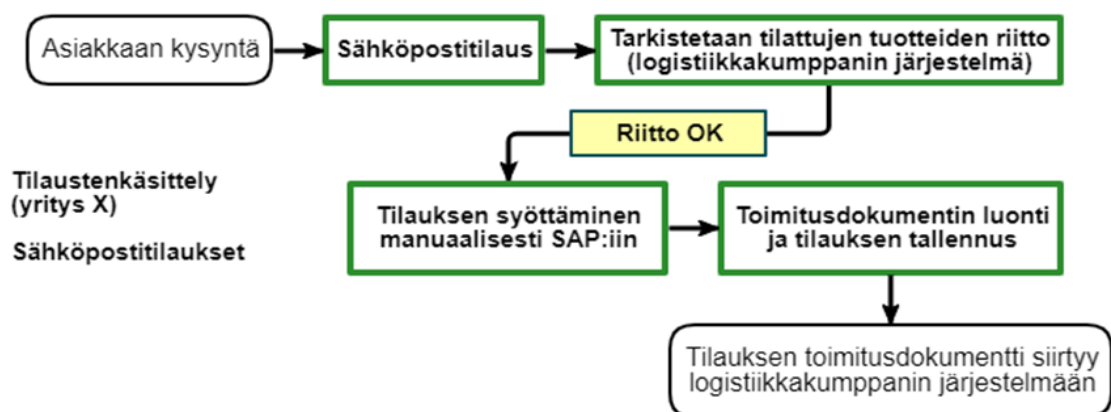 Asiakkaan kysyntä
Sähköpostitilaus
Tarkistetaan tilattujen tuotteiden riitto
(logistiikkakumppanin järjestelmä)
Riitto OK
Tilaustenkäsittely
(yritys X)
Sähköpostitilaukset
Tilauksen syöttäminen
manuaalisesti SAP:iin
Toimitusdokumentin luonti
ja tilauksen tallennus
Tilauksen toimitusdokumentti siirtyy
logistiikkakumppanin järjestelmään